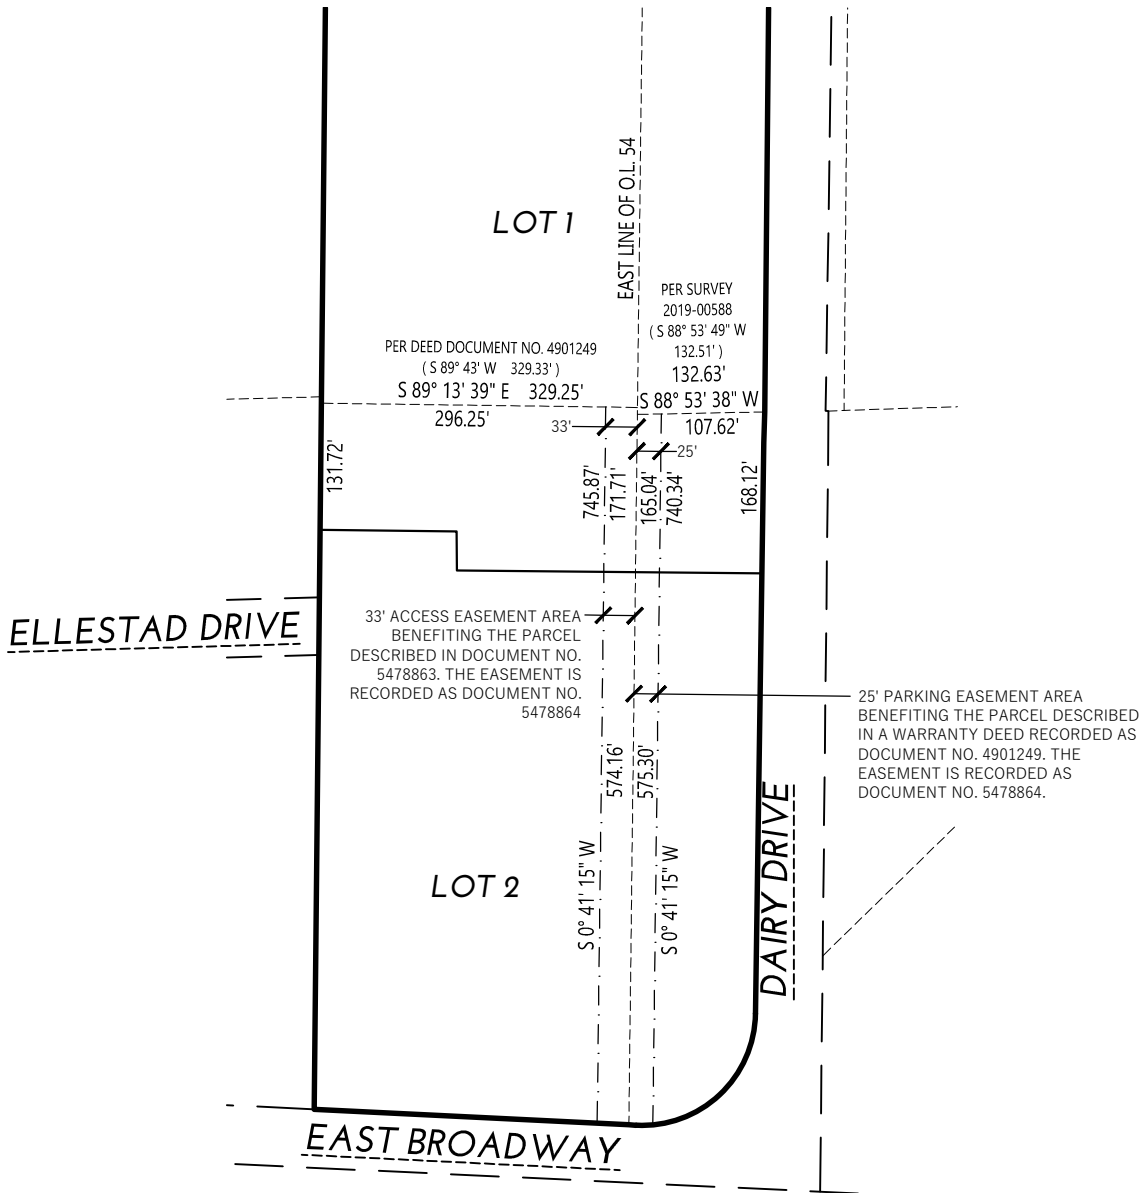 EAST LINE OF O.L. 54
LOT 1
PER SURVEY
2019-00588
( S 88° 53' 49" W
132.51' )
132.63'
S 88° 53' 38" W
107.62'
PER DEED DOCUMENT NO. 4901249
( S 89° 43' W 329.33' )
S 89° 13' 39" E 329.25'
296.25'
33'
25'
131.72'
745.87'
171.71'
165.04'
740.34'
168.12'
ELLESTAD DRIVE
33' ACCESS EASEMENT AREA
BENEFITING THE PARCEL
DESCRIBED IN DOCUMENT NO.
5478863. THE EASEMENT IS
RECORDED AS DOCUMENT NO.
5478864
25' PARKING EASEMENT AREA
BENEFITING THE PARCEL DESCRIBED
IN A WARRANTY DEED RECORDED AS
DOCUMENT NO. 4901249. THE
EASEMENT IS RECORDED AS
DOCUMENT NO. 5478864.
574.16'
575.30'
S 0° 41' 15" W
S 0° 41' 15" W
LOT 2
DAIRY DRIVE
EAST BROADWAY